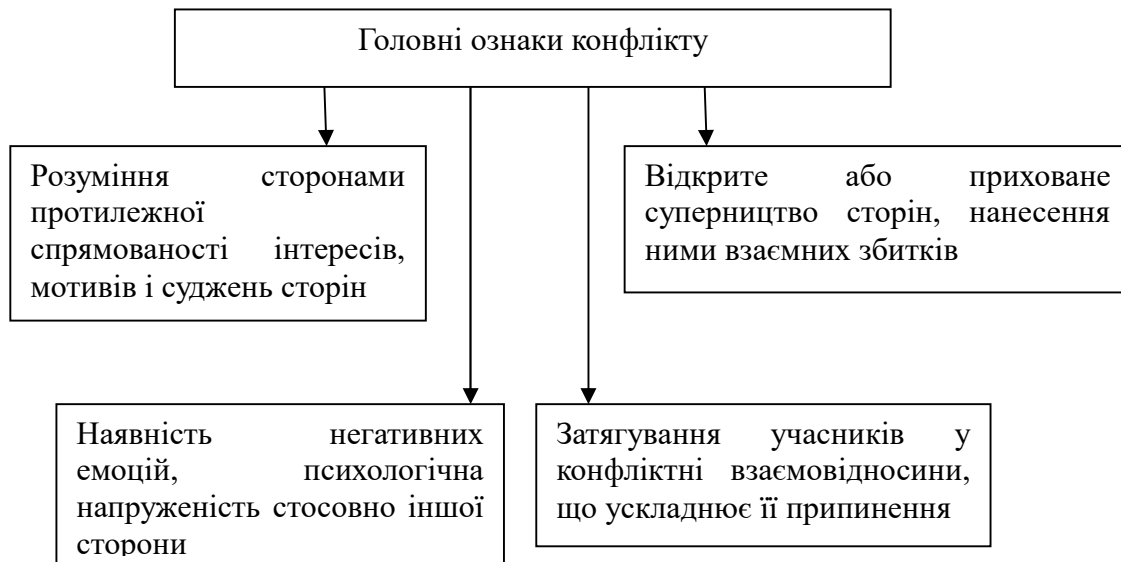 Головні ознаки конфлікту
Розуміння сторонами
протилежної
спрямованості інтересів,
мотивів і суджень сторін
Відкрите або приховане
суперництво сторін, нанесення
ними взаємних збитків
Наявність негативних
емоцій, психологічна
напруженість стосовно іншої
сторони
Затягування учасників у
конфліктні взаємовідносини,
що ускладнює її припинення